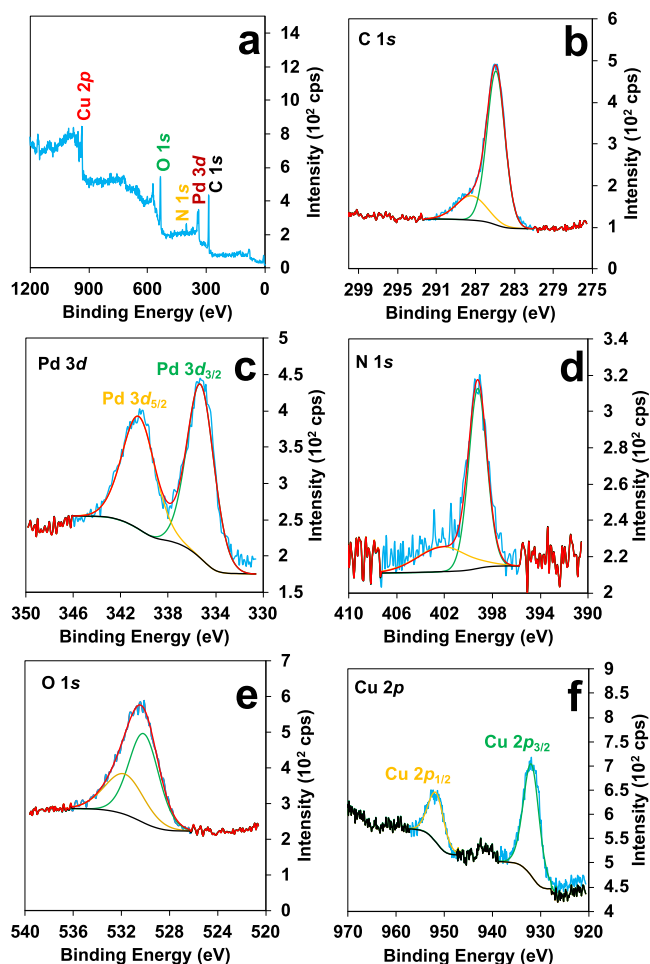 a
Cu 2p
O 1s
N 1s
Pd 3d
C 1s
14
12
10
8
6
4
2
0
Intensity (10² cps)
1200 900 600 300 0
Binding Energy (eV)
b
C 1s
6
5
4
3
2
1
0
Intensity (10² cps)
299 295 291 287 283 279 275
Binding Energy (eV)
c
Pd 3d
Pd 3d3/2
Pd 3d5/2
5
4.5
4
3.5
3
2.5
2
1.5
Intensity (10² cps)
350 346 342 338 334 330
Binding Energy (eV)
d
N 1s
3.4
3.2
3
2.8
2.6
2.4
2.2
2
Intensity (10² cps)
410 406 402 398 394 390
Binding Energy (eV)
e
O 1s
7
6
5
4
3
2
1
0
Intensity (10² cps)
540 536 532 528 524 520
Binding Energy (eV)
f
Cu 2p
Cu 2p3/2
Cu 2p1/2
9
8.5
8
7.5
7
6.5
6
5.5
5
4.5
4
Intensity (10² cps)
970 960 950 940 930 920
Binding Energy (eV)